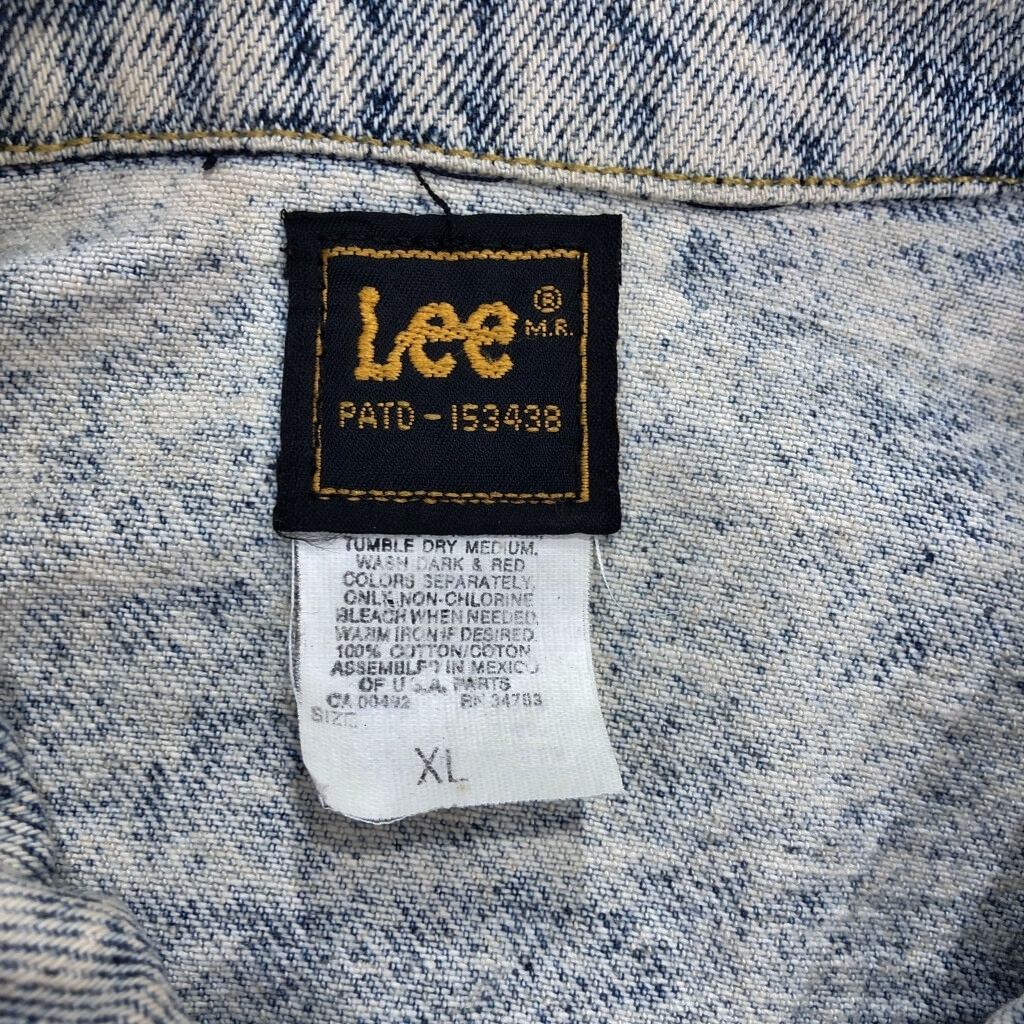 Lee ®
M.R.
PATD-153438
TUMBLE DRY MEDIUM.
WASH DARK & RED
COLORS SEPARATELY.
ONLY NON-CHLORINE
BLEACH WHEN NEEDED.
WARM IRON IF DESIRED.
100% COTTON/COTON
ASSEMBLED IN MEXICO
OF U.S.A. PARTS
CA 00492 RN 34783
SIZE
XL